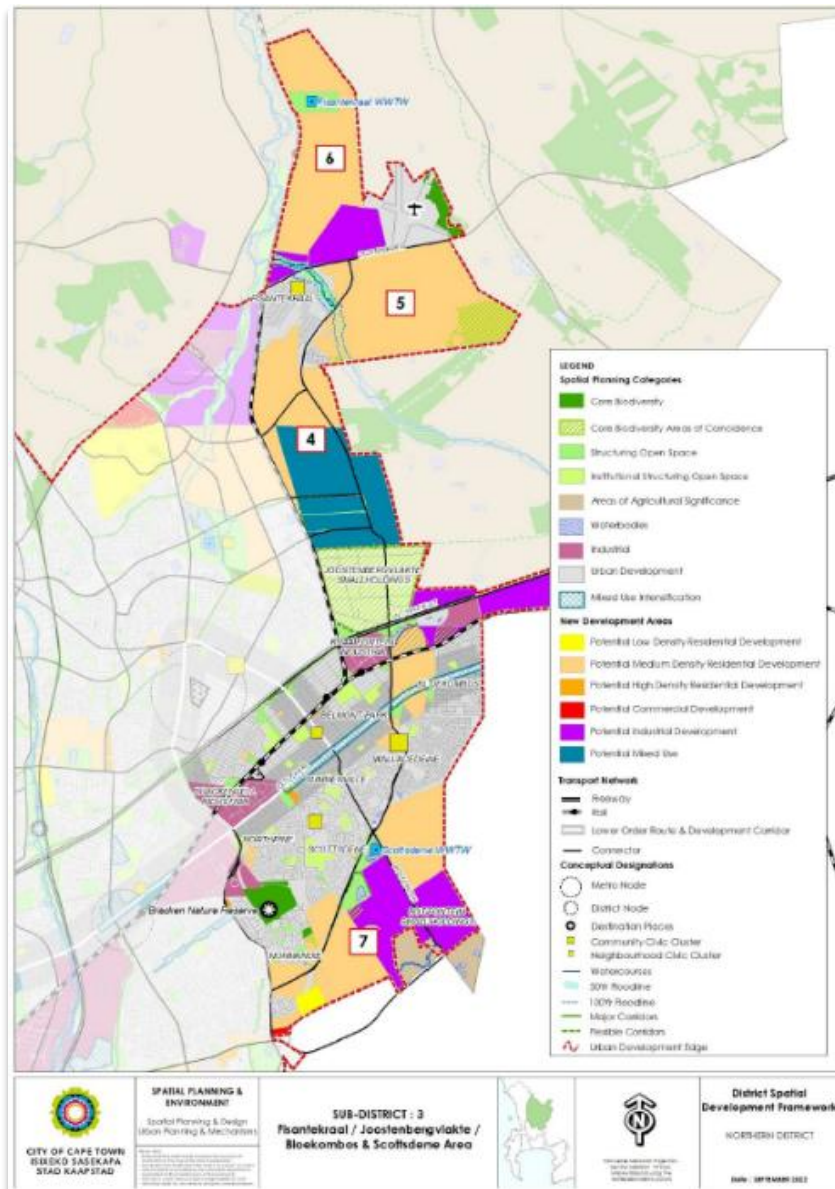 Fisantekraal WWTW
6
FISANTEKRAAL
5
4
JOOSTENBERGVLAKTE
SMALLHOLDINGS
BLOEKOMBOS
BELMONT PARK
WALLACEDENE
NORTHPINE
SCOTTSDENE
Scottsdene WWTW
Bracken Nature Reserve
7
LEGEND
Spatial Planning Categories
Core Biodiversity
Core Biodiversity Areas of Coincidence
Structuring Open Space
Institutional Structuring Open Space
Areas of Agricultural Significance
Waterbodies
Industrial
Urban Development
Mixed Use Intensification
New Development Areas
Potential Low Density Residential Development
Potential Medium Density Residential Development
Potential High Density Residential Development
Potential Commercial Development
Potential Industrial Development
Potential Mixed Use
Transport Network
Freeway
Rail
Lower Order Route & Development Corridor
Connector
Conceptual Designations
Metro Node
District Node
Destination Places
Community Civic Cluster
Neighbourhood Civic Cluster
Watercourses
50Yr Floodline
100Yr Floodline
Major Corridors
Flexible Corridors
Urban Development Edge
CITY OF CAPE TOWN
ISIXEKO SASEKAPA
STAD KAAPSTAD
SPATIAL PLANNING &
ENVIRONMENT
Spatial Planning & Design
Urban Planning & Mechanisms
SUB-DISTRICT : 3
Fisantekraal / Joostenbergvlakte /
Bloekombos & Scottsdene Area
District Spatial
Development Framework
NORTHERN DISTRICT
Date : SEPTEMBER 2022